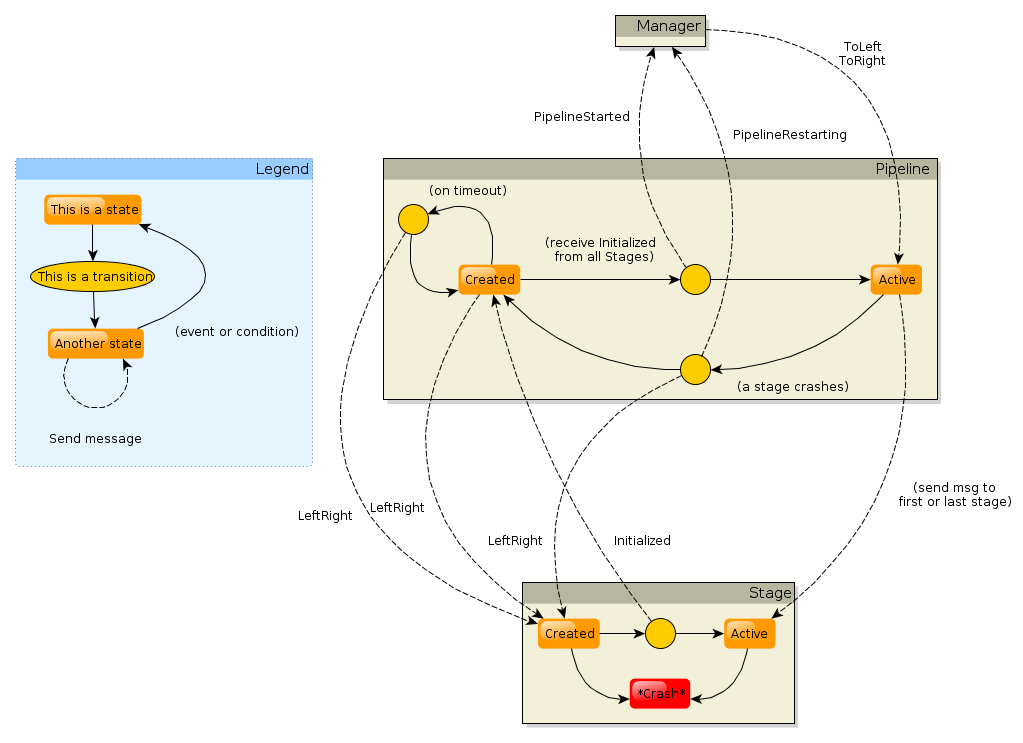 Manager
ToLeft
ToRight
PipelineStarted
PipelineRestarting
Legend
This is a state
This is a transition
Another state
(event or condition)
Send message
Pipeline
(on timeout)
(receive Initialized
from all Stages)
Created
Active
(a stage crashes)
(send msg to
first or last stage)
LeftRight
LeftRight
LeftRight
Initialized
Stage
Created
Active
*Crash*